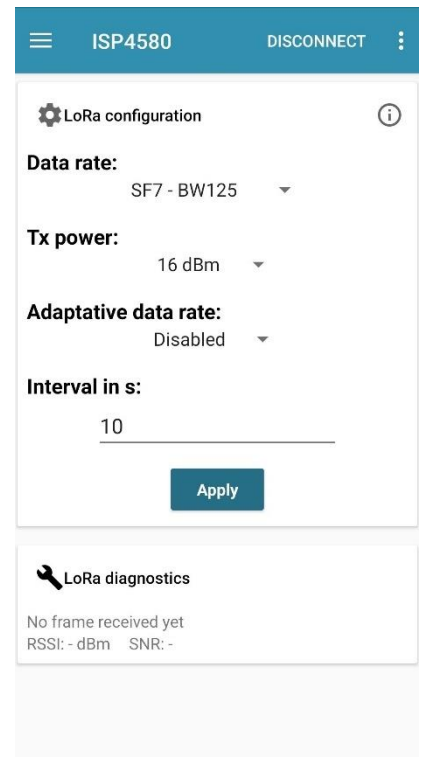 ISP4580 DISCONNECT
LoRa configuration
Data rate:
SF7 - BW125
Tx power:
16 dBm
Adaptative data rate:
Disabled
Interval in s:
10
Apply
LoRa diagnostics
No frame received yet
RSSI: - dBm SNR: -